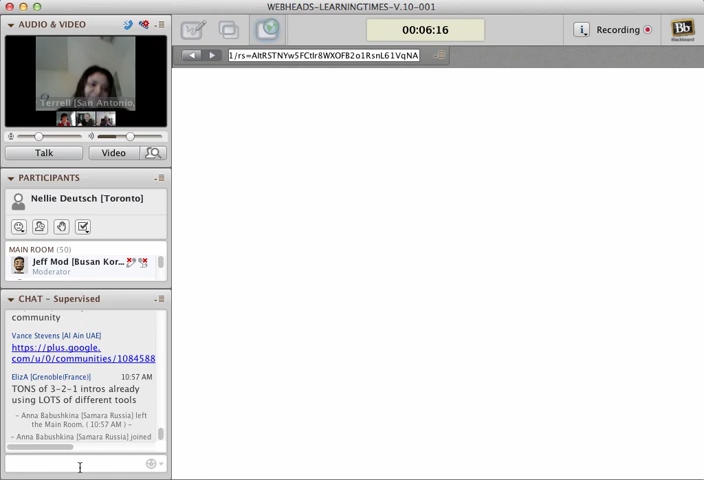 WEBHEADS-LEARNINGTIMES-V.10-001
AUDIO & VIDEO
Terrell [San Antonio,
Talk
Video
PARTICIPANTS
Nellie Deutsch [Toronto]
MAIN ROOM (50)
Jeff Mod [Busan Kor...
Moderator
CHAT – Supervised
community
Vance Stevens [Al Ain UAE]
https://plus.google.
com/u/0/communities/1084588
ElizA [Grenoble(France)] 10:57 AM
TONS of 3-2-1 intros already
using LOTS of different tools
– Anna Babushkina [Samara Russia] left
the Main Room. ( 10:57 AM ) –
– Anna Babushkina [Samara Russia] joined
00:06:16
Recording
Bb
Blackboard